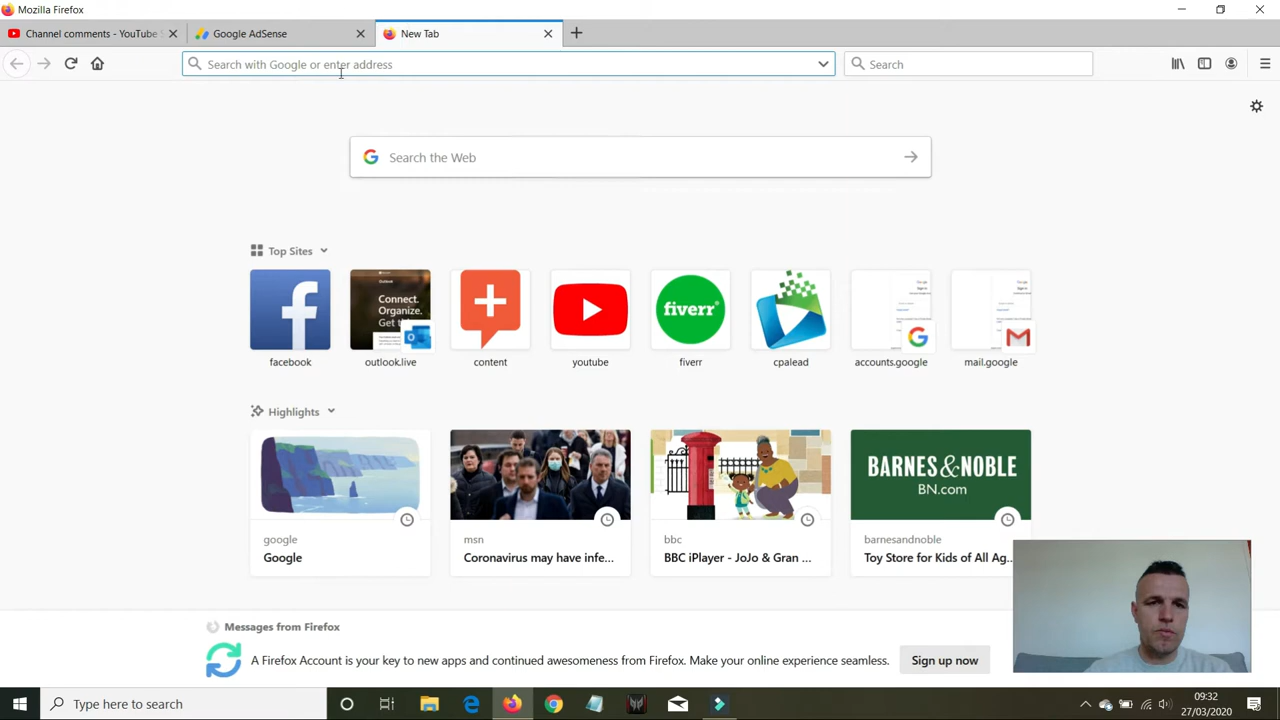 Mozilla Firefox
Channel comments - YouTube S
Google AdSense
New Tab
Search with Google or enter address
Search
Search the Web
Top Sites
Connect.
Organize.
Get t
fiverr
facebook
outlook.live
content
youtube
fiverr
cpalead
accounts.google
mail.google
Highlights
BARNES & NOBLE
BN.com
google
Google
msn
Coronavirus may have infe...
bbc
BBC iPlayer - JoJo & Gran ...
barnesandnoble
Toy Store for Kids of All Ag...
Messages from Firefox
A Firefox Account is your key to new apps and continued awesomeness from Firefox. Make your online experience seamless.
Sign up now
Type here to search
09:32
27/03/2020